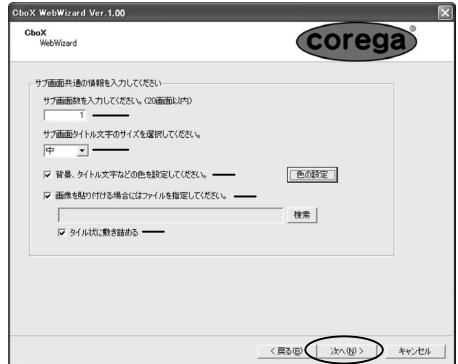 CboX WebWizard Ver.1.00
CboX
WebWizard
corega
サブ画面共通の情報を入力してください
サブ画面数を入力してください。(20画面以内)
1
サブ画面タイトル文字のサイズを選択してください。
中
背景、タイトル文字などの色を設定してください。
色の設定
画像を貼り付ける場合にはファイルを指定してください。
検索
タイル状に敷き詰める
< 戻る(B)
次へ(N) >
キャンセル